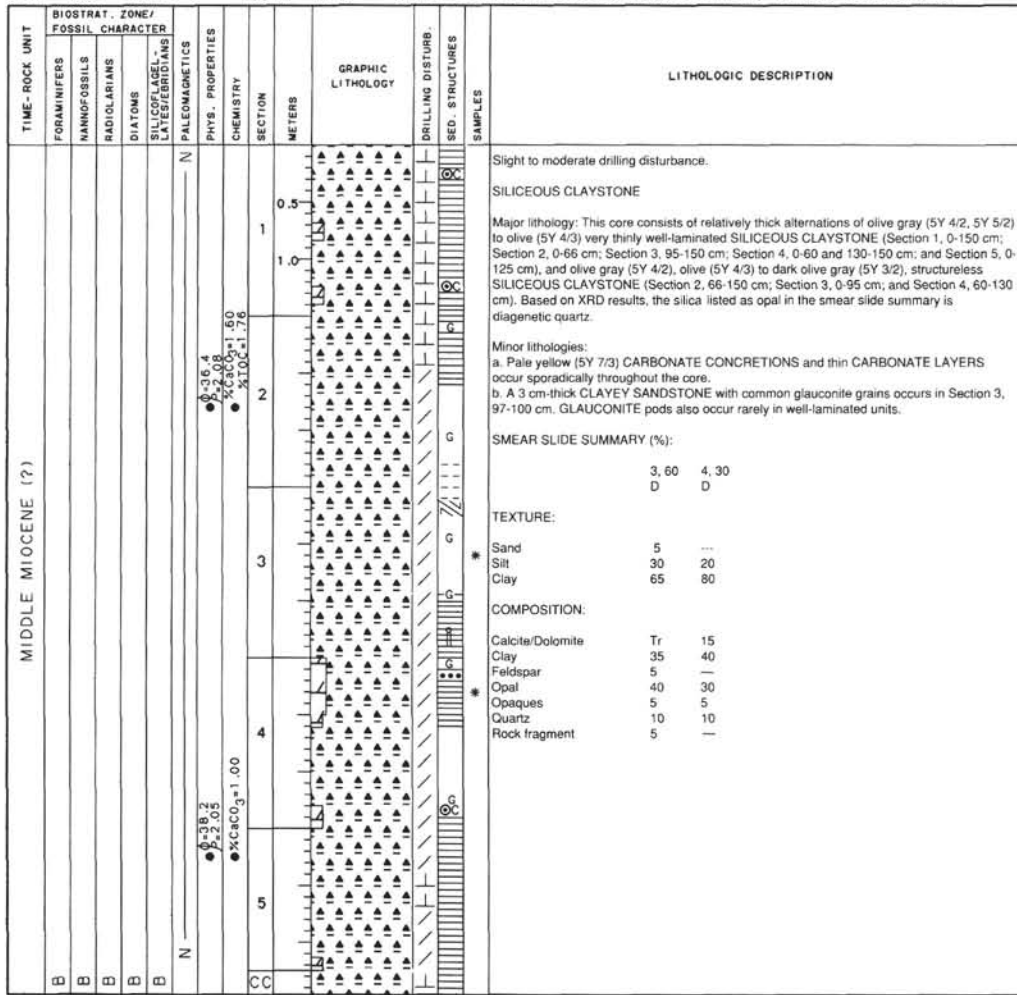 TIME-ROCK UNIT
BIOSTRAT. ZONE/
FOSSIL CHARACTER
FORAMINIFERS
NANNOFOSSILS
RADIOLARIANS
DIATOMS
SILICOFLAGEL-
LATES/EBRIDIANS
PALEOMAGNETICS
PHYS. PROPERTIES
CHEMISTRY
SECTION
METERS
GRAPHIC
LITHOLOGY
DRILLING DISTURB.
SED. STRUCTURES
SAMPLES
LITHOLOGIC DESCRIPTION
MIDDLE MIOCENE (?)
B
B
B
B
B
N
N
Φ=36.4
ρ=2.08
%CaCO3=1.60
%TOC=1.76
Φ=38.2
ρ=2.05
%CaCO3=1.00
1
2
3
4
5
CC
0.5
1.0
C
C
G
G
G
G
G
G
C
*
*
Slight to moderate drilling disturbance.
SILICEOUS CLAYSTONE
Major lithology: This core consists of relatively thick alternations of olive gray (5Y 4/2, 5Y 5/2)
to olive (5Y 4/3) very thinly well-laminated SILICEOUS CLAYSTONE (Section 1, 0-150 cm;
Section 2, 0-66 cm; Section 3, 95-150 cm; Section 4, 0-60 and 130-150 cm; and Section 5, 0-
125 cm), and olive gray (5Y 4/2), olive (5Y 4/3) to dark olive gray (5Y 3/2), structureless
SILICEOUS CLAYSTONE (Section 2, 66-150 cm; Section 3, 0-95 cm; and Section 4, 60-130
cm). Based on XRD results, the silica listed as opal in the smear slide summary is
diagenetic quartz.
Minor lithologies:
a. Pale yellow (5Y 7/3) CARBONATE CONCRETIONS and thin CARBONATE LAYERS
occur sporadically throughout the core.
b. A 3 cm-thick CLAYEY SANDSTONE with common glauconite grains occurs in Section 3,
97-100 cm. GLAUCONITE pods also occur rarely in well-laminated units.
SMEAR SLIDE SUMMARY (%):
3, 60 4, 30
D D
TEXTURE:
Sand 5 ---
Silt 30 20
Clay 65 80
COMPOSITION:
Calcite/Dolomite Tr 15
Clay 35 40
Feldspar 5 —
Opal 40 30
Opaques 5 5
Quartz 10 10
Rock fragment 5 —